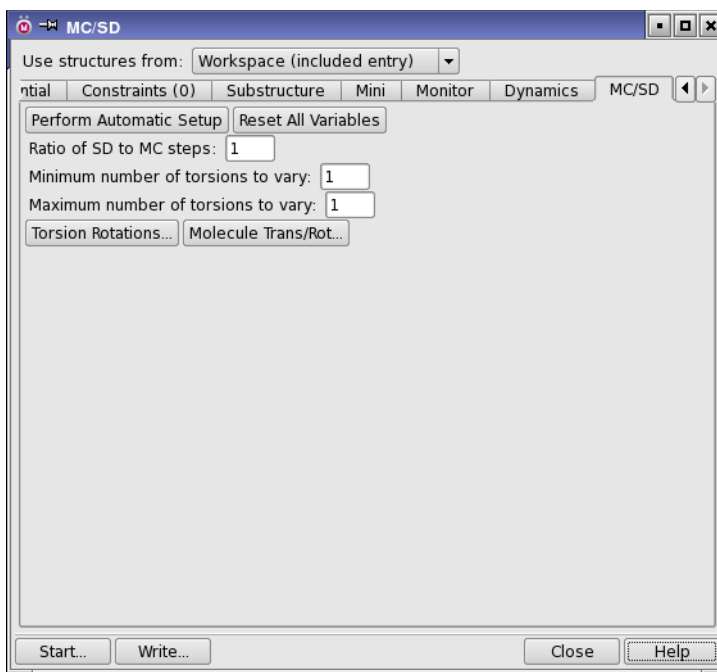 MC/SD
Use structures from: Workspace (included entry)
ntial Constraints (0) Substructure Mini Monitor Dynamics MC/SD
Perform Automatic Setup Reset All Variables
Ratio of SD to MC steps: 1
Minimum number of torsions to vary: 1
Maximum number of torsions to vary: 1
Torsion Rotations... Molecule Trans/Rot...
Start... Write... Close Help